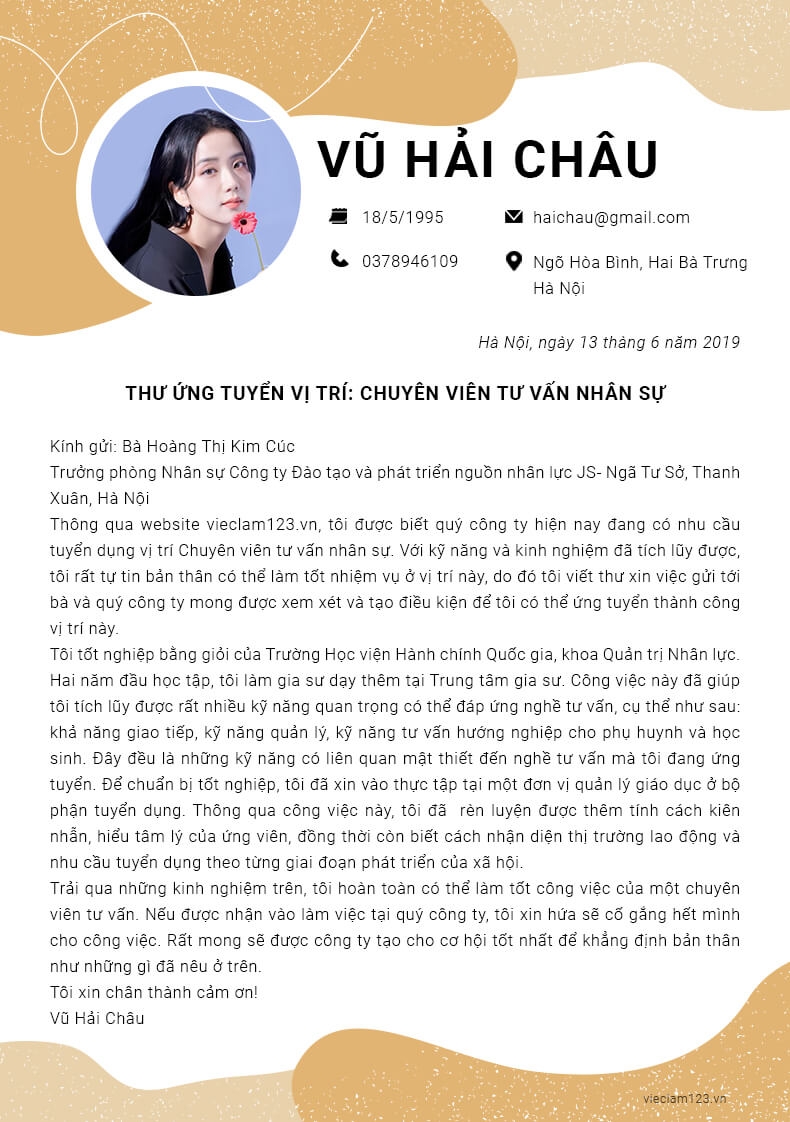 VŨ HẢI CHÂU
18/5/1995
haichau@gmail.com
0378946109
Ngõ Hòa Bình, Hai Bà Trưng
Hà Nội
Hà Nội, ngày 13 tháng 6 năm 2019
THƯ ỨNG TUYỂN VỊ TRÍ: CHUYÊN VIÊN TƯ VẤN NHÂN SỰ
Kính gửi: Bà Hoàng Thị Kim Cúc
Trưởng phòng Nhân sự Công ty Đào tạo và phát triển nguồn nhân lực JS- Ngã Tư Sở, Thanh
Xuân, Hà Nội
Thông qua website vieclam123.vn, tôi được biết quý công ty hiện nay đang có nhu cầu
tuyển dụng vị trí Chuyên viên tư vấn nhân sự. Với kỹ năng và kinh nghiệm đã tích lũy được,
tôi rất tự tin bản thân có thể làm tốt nhiệm vụ ở vị trí này, do đó tôi viết thư xin việc gửi tới
bà và quý công ty mong được xem xét và tạo điều kiện để tôi có thể ứng tuyển thành công
vị trí này.
Tôi tốt nghiệp bằng giỏi của Trường Học viện Hành chính Quốc gia, khoa Quản trị Nhân lực.
Hai năm đầu học tập, tôi làm gia sư dạy thêm tại Trung tâm gia sư. Công việc này đã giúp
tôi tích lũy được rất nhiều kỹ năng quan trọng có thể đáp ứng nghề tư vấn, cụ thể như sau:
khả năng giao tiếp, kỹ năng quản lý, kỹ năng tư vấn hướng nghiệp cho phụ huynh và học
sinh. Đây đều là những kỹ năng có liên quan mật thiết đến nghề tư vấn mà tôi đang ứng
tuyển. Để chuẩn bị tốt nghiệp, tôi đã xin vào thực tập tại một đơn vị quản lý giáo dục ở bộ
phận tuyển dụng. Thông qua công việc này, tôi đã  rèn luyện được thêm tính cách kiên
nhẫn, hiểu tâm lý của ứng viên, đồng thời còn biết cách nhận diện thị trường lao động và
nhu cầu tuyển dụng theo từng giai đoạn phát triển của xã hội.
Trải qua những kinh nghiệm trên, tôi hoàn toàn có thể làm tốt công việc của một chuyên
viên tư vấn. Nếu được nhận vào làm việc tại quý công ty, tôi xin hứa sẽ cố gắng hết mình
cho công việc. Rất mong sẽ được công ty tạo cho cơ hội tốt nhất để khẳng định bản thân
như những gì đã nêu ở trên.
Tôi xin chân thành cảm ơn!
Vũ Hải Châu
vieclam123.vn